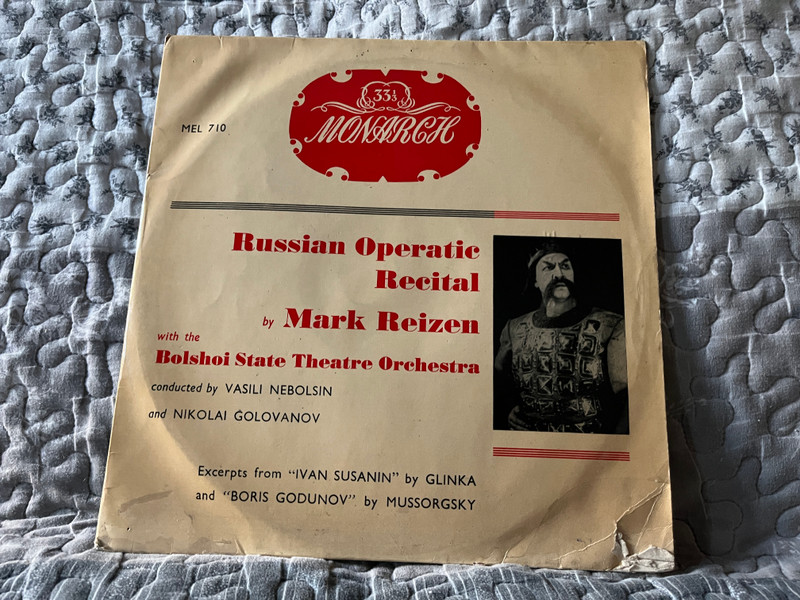 33⅓
MONARCH
MEL 710
Russian Operatic
Recital
by Mark Reizen
with the
Bolshoi State Theatre Orchestra
conducted by VASILI NEBOLSIN
and NIKOLAI GOLOVANOV
Excerpts from "IVAN SUSANIN" by GLINKA
and "BORIS GODUNOV" by MUSSORGSKY